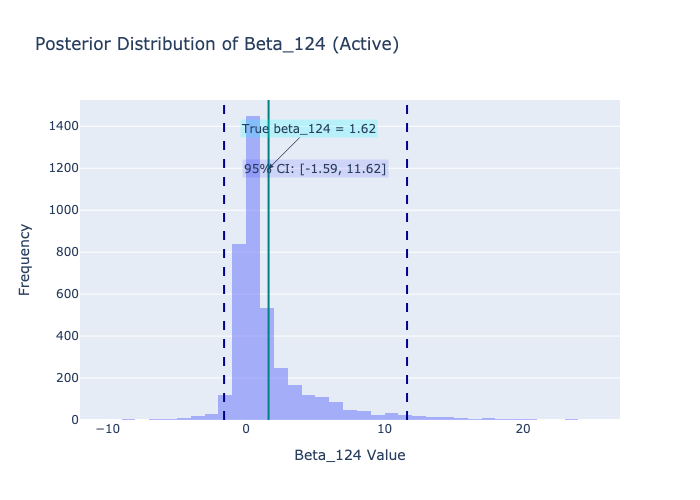 Posterior Distribution of Beta_124 (Active)
1400
1200
1000
800
600
400
200
0
Frequency
True beta_124 = 1.62
95% CI: [-1.59, 11.62]
−10
0
10
20
Beta_124 Value